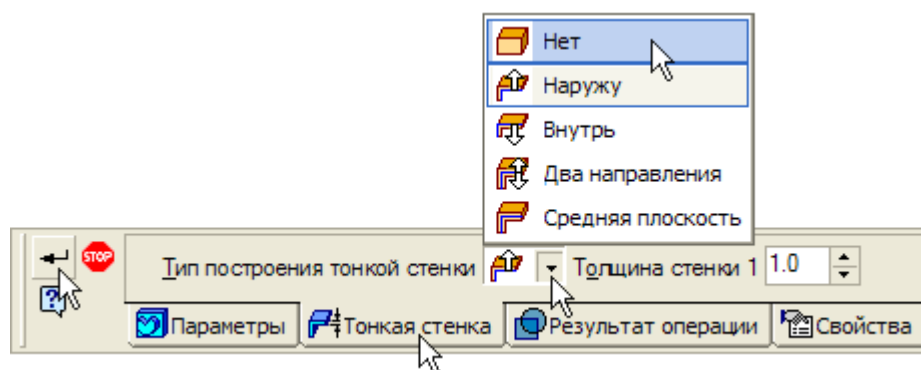 Нет
Наружу
Внутрь
Два направления
Средняя плоскость
STOP Тип построения тонкой стенки Толщина стенки 1 1.0
Параметры Тонкая стенка Результат операции Свойства